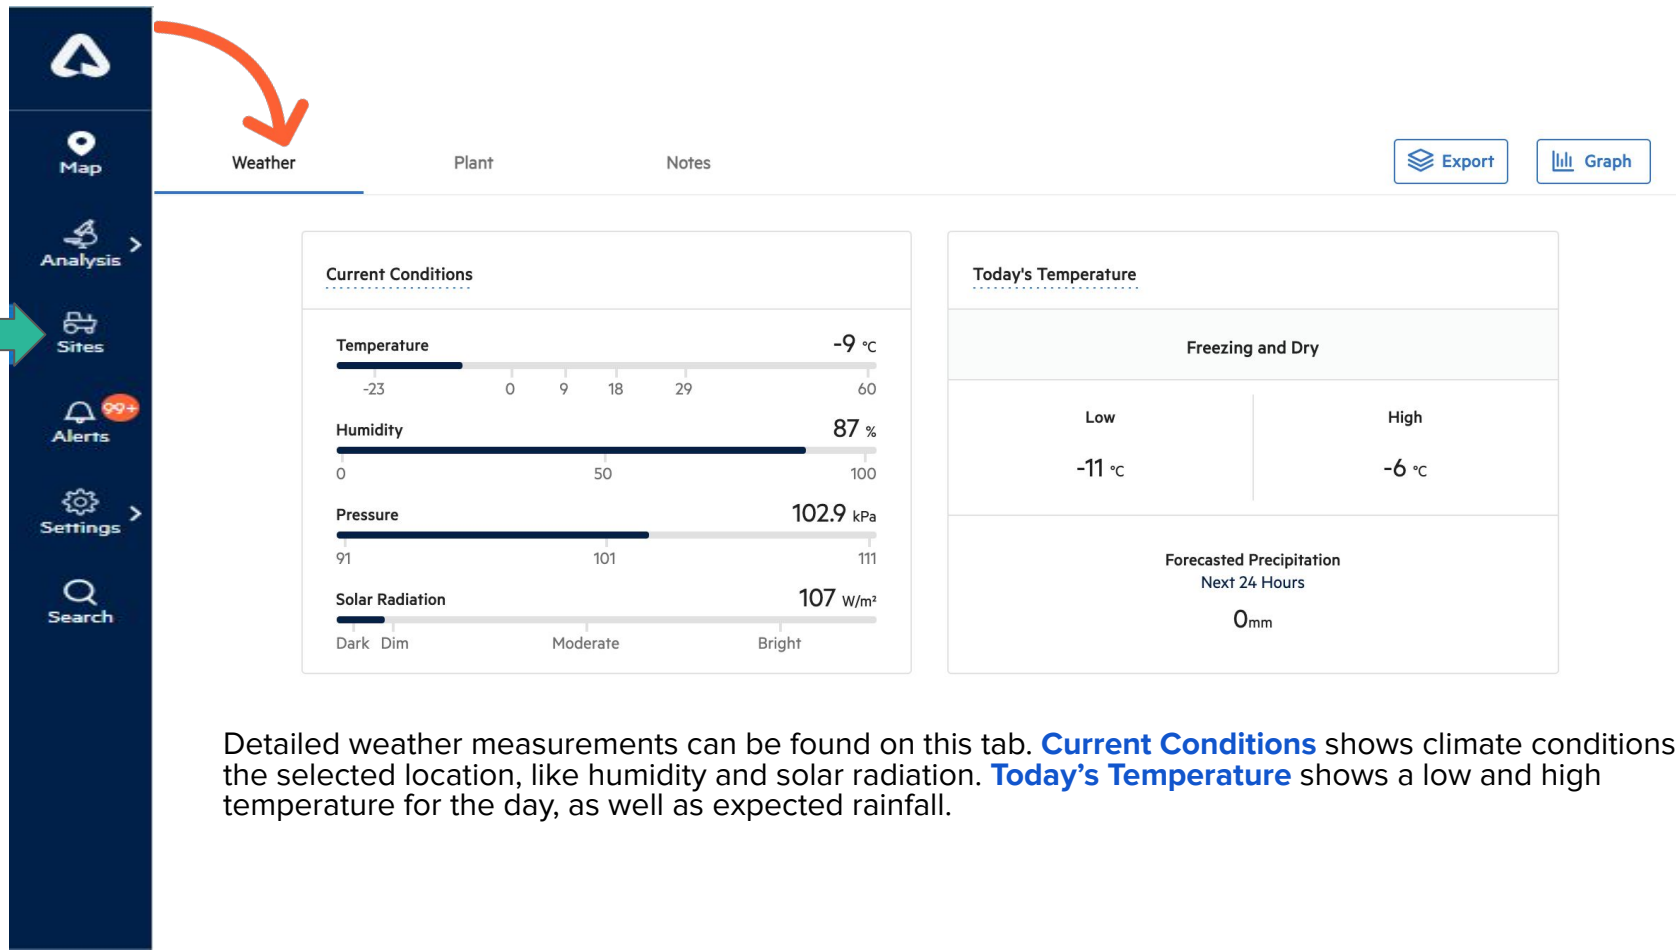 Map
Analysis
Sites
99+
Alerts
Settings
Search
Weather
Plant
Notes
Export
Graph
Current Conditions
Temperature
-9 °C
-23 0 9 18 29 60
Humidity
87 %
0 50 100
Pressure
102.9 kPa
91 101 111
Solar Radiation
107 W/m²
Dark Dim Moderate Bright
Today's Temperature
Freezing and Dry
Low
-11 °C
High
-6 °C
Forecasted Precipitation
Next 24 Hours
0mm
Detailed weather measurements can be found on this tab. Current Conditions shows climate conditions
the selected location, like humidity and solar radiation. Today’s Temperature shows a low and high
temperature for the day, as well as expected rainfall.